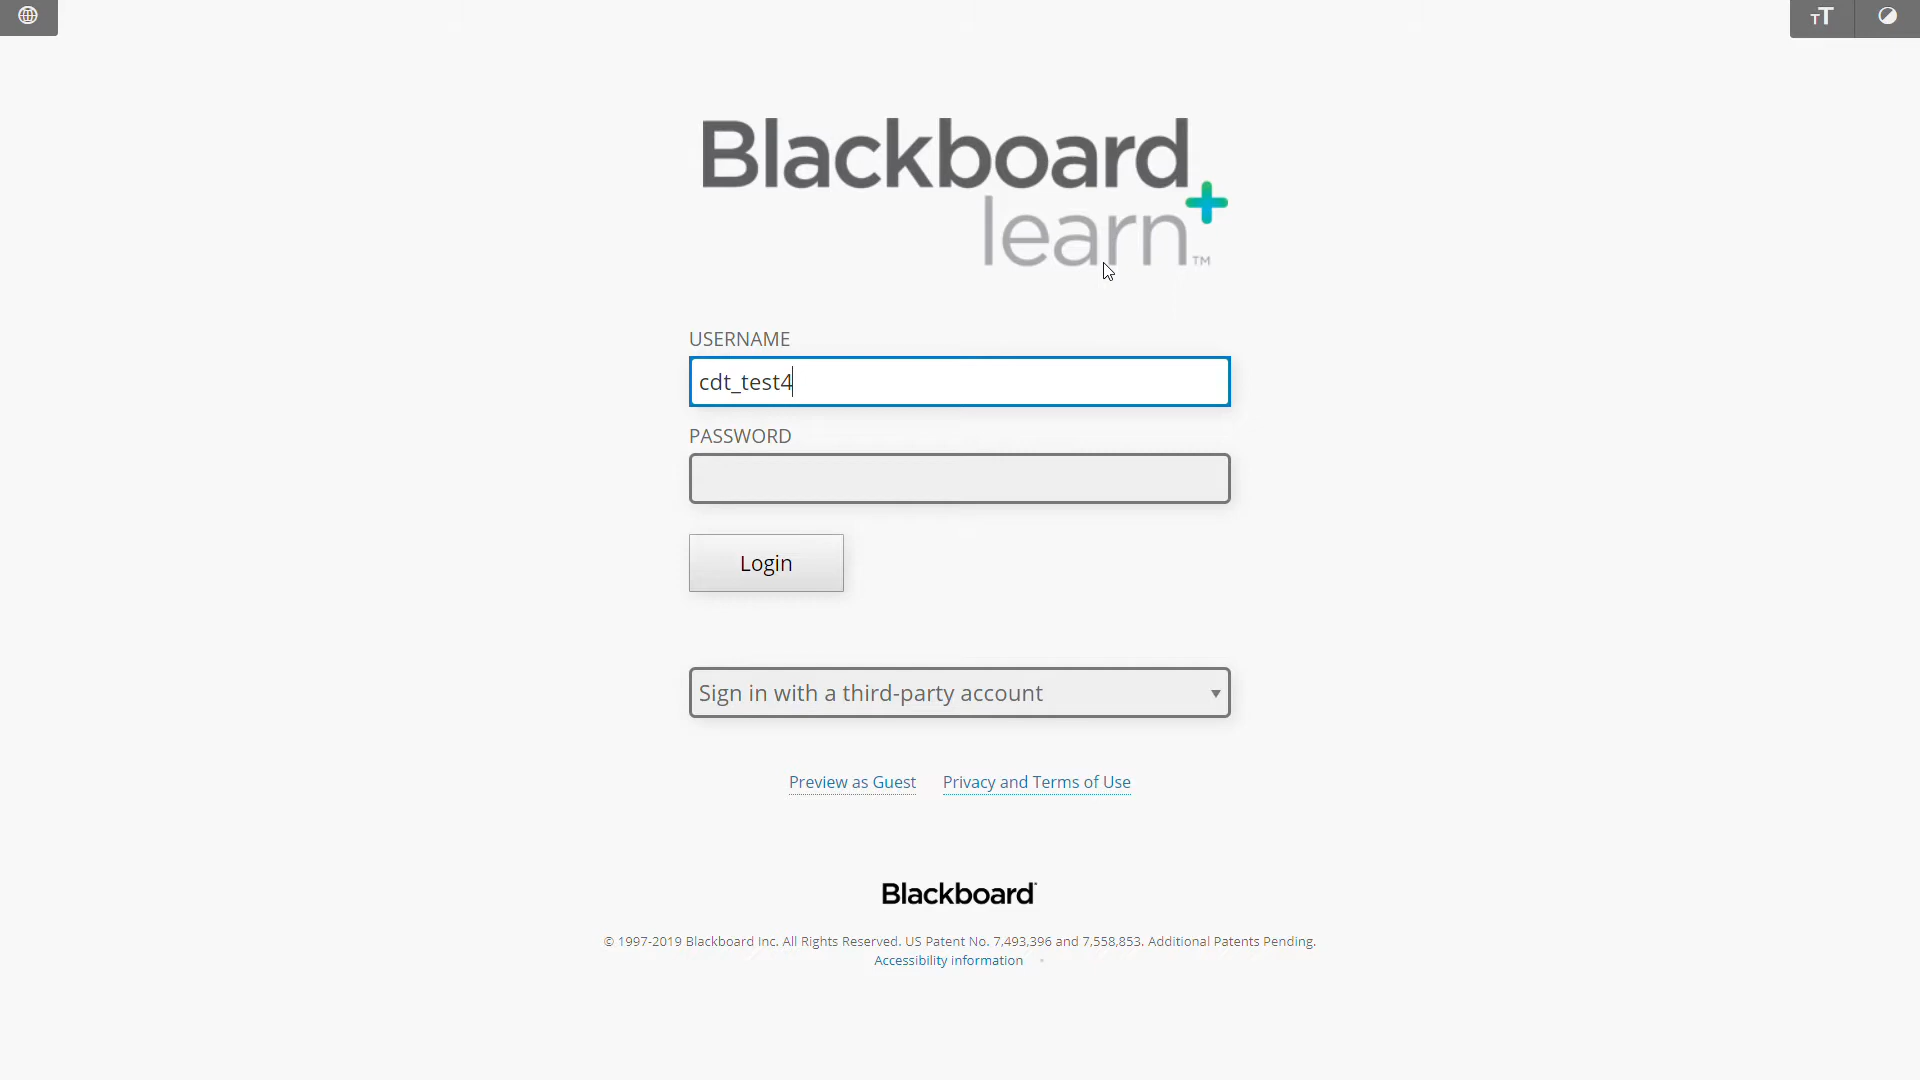 TT
Blackboard
learn™
USERNAME
cdt_test4
PASSWORD
Login
Sign in with a third-party account
Preview as Guest Privacy and Terms of Use
Blackboard
© 1997-2019 Blackboard Inc. All Rights Reserved. US Patent No. 7,493,396 and 7,558,853. Additional Patents Pending.
Accessibility information